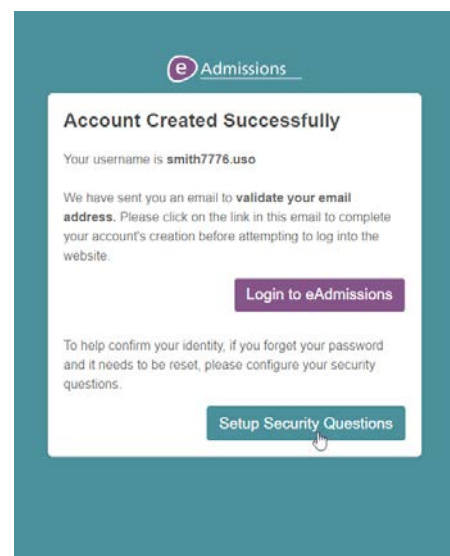 e Admissions
Account Created Successfully
Your username is smith7776.uso
We have sent you an email to validate your email
address. Please click on the link in this email to complete
your account's creation before attempting to log into the
website.
Login to eAdmissions
To help confirm your identity, if you forget your password
and it needs to be reset, please configure your security
questions.
Setup Security Questions